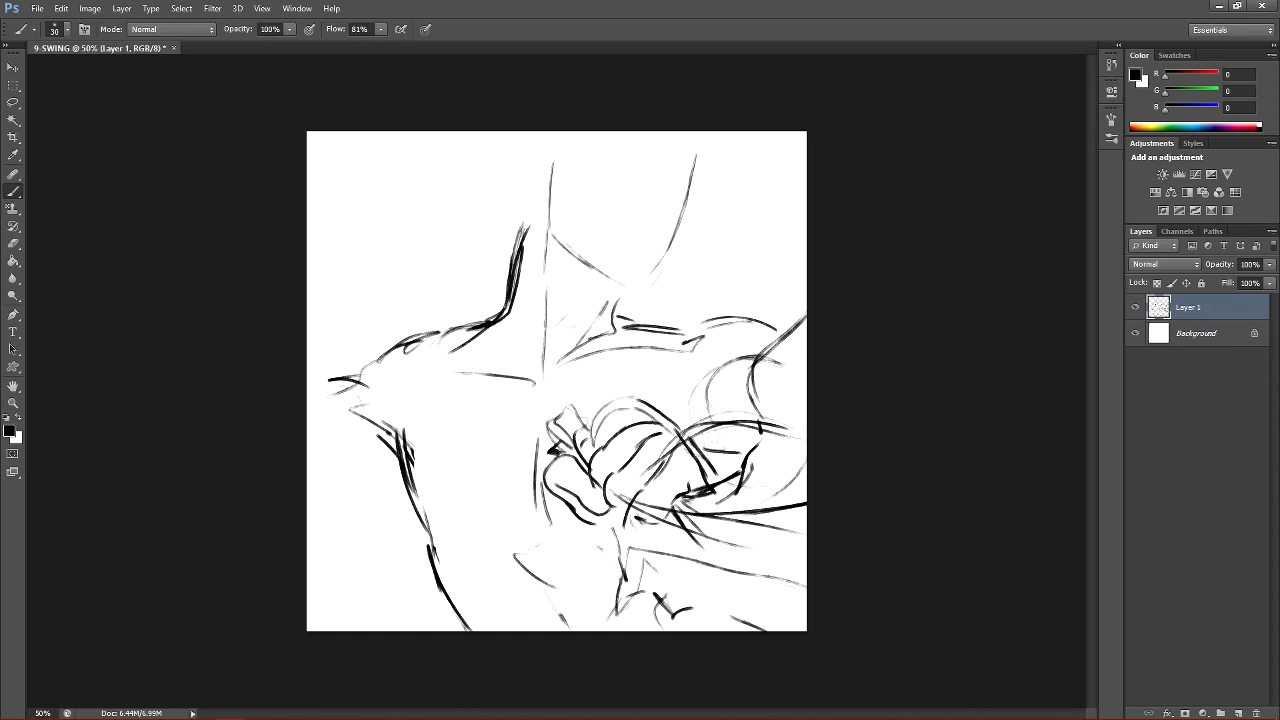 Ps File Edit Image Layer Type Select Filter 3D View Window Help
30 Mode: Normal Opacity: 100% Flow: 81% Essentials
9-SWING @ 50% (Layer 1, RGB/8) * ×
Color Swatches
R 0
G 0
B 0
Adjustments Styles
Add an adjustment
Layers Channels Paths
Kind
Normal Opacity: 100%
Lock: Fill: 100%
Layer 1
Background
50% Doc: 6.44M/6.99M